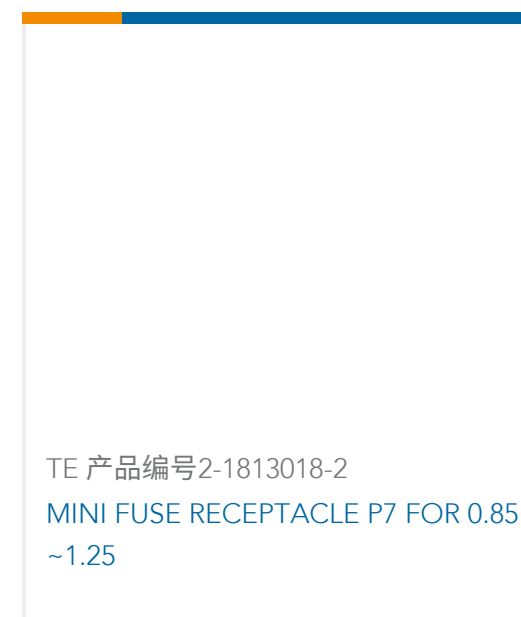 TE 产品编号2-1813018-2
MINI FUSE RECEPTACLE P7 FOR 0.85
~1.25